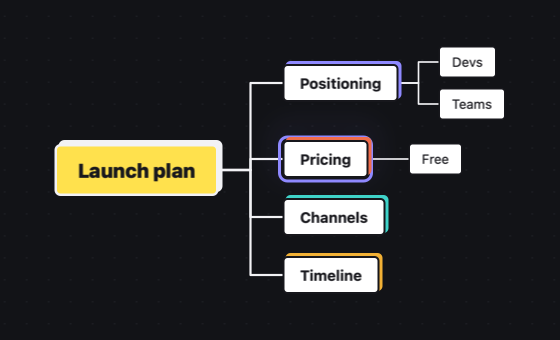 Launch plan
Positioning
Devs
Teams
Pricing
Free
Channels
Timeline